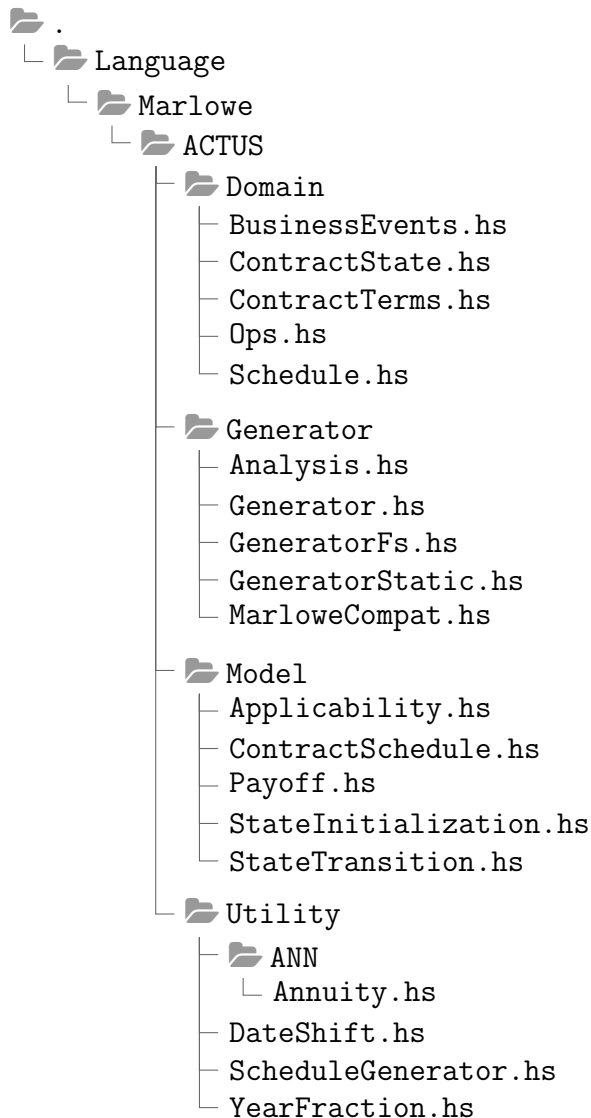 .
Language
Marlowe
ACTUS
Domain
BusinessEvents.hs
ContractState.hs
ContractTerms.hs
Ops.hs
Schedule.hs
Generator
Analysis.hs
Generator.hs
GeneratorFs.hs
GeneratorStatic.hs
MarloweCompat.hs
Model
Applicability.hs
ContractSchedule.hs
Payoff.hs
StateInitialization.hs
StateTransition.hs
Utility
ANN
Annuity.hs
DateShift.hs
ScheduleGenerator.hs
YearFraction.hs